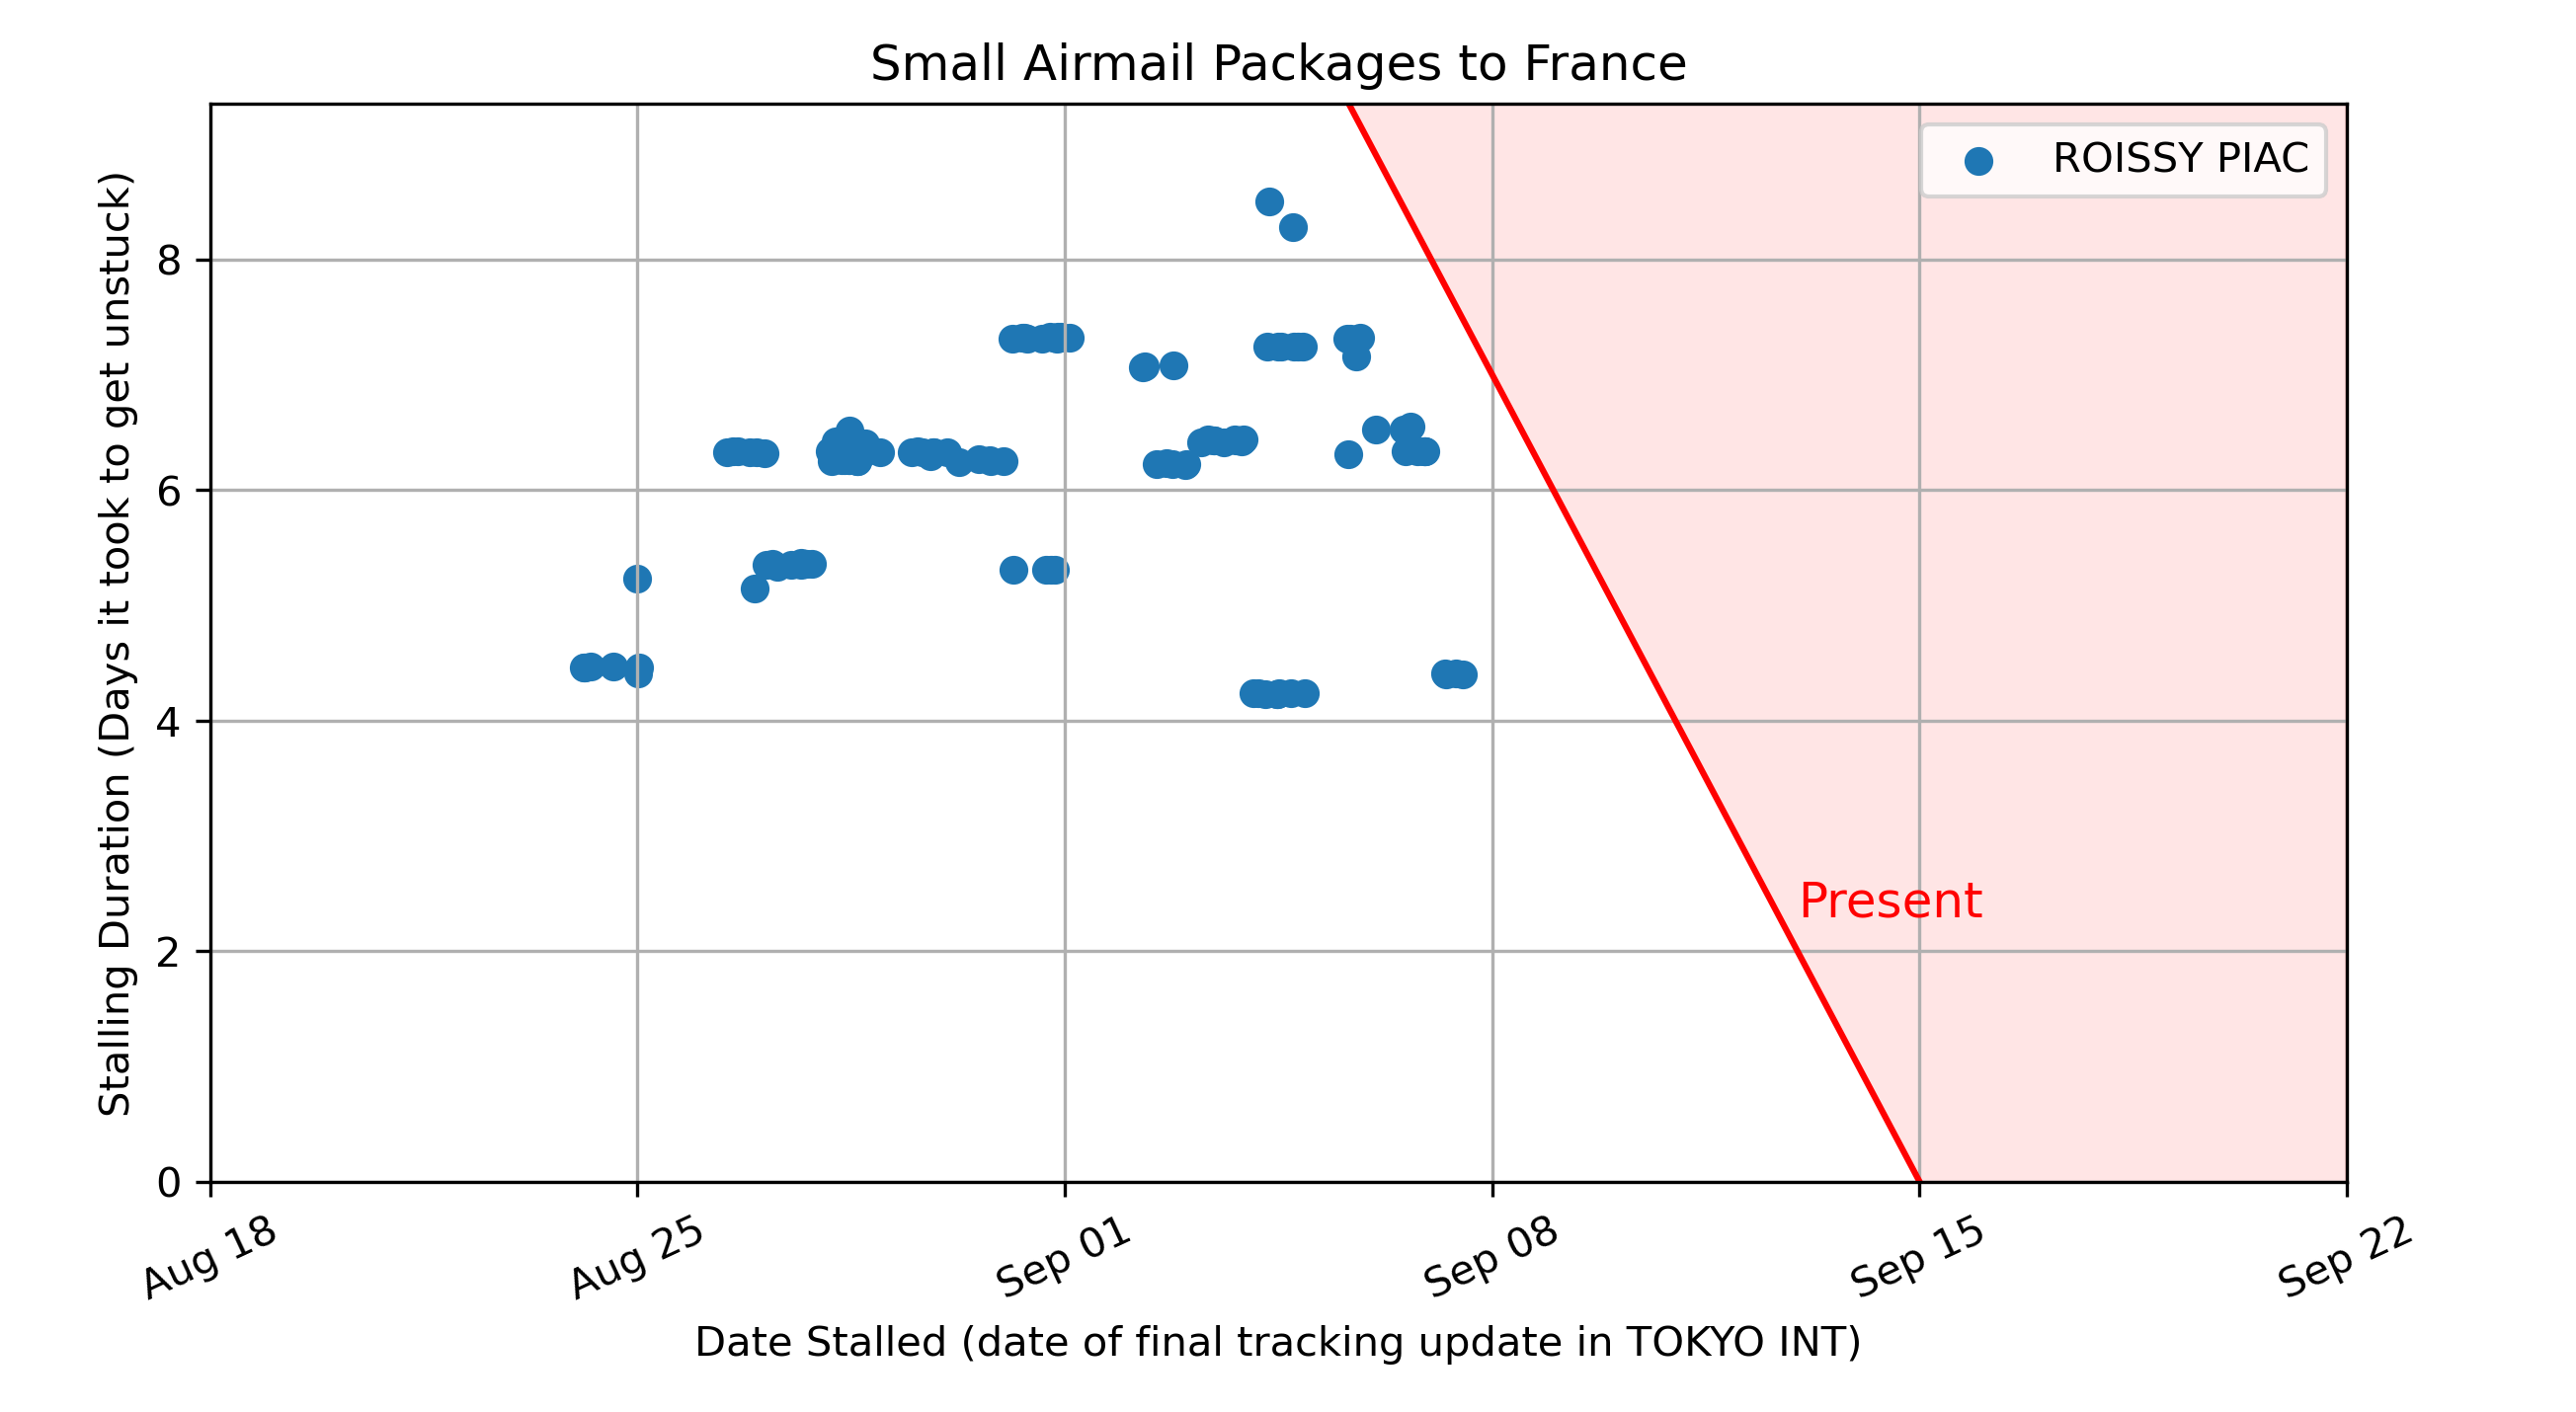 Small Airmail Packages to France
ROISSY PIAC
Stalling Duration (Days it took to get unstuck)
8
6
4
2
0
Present
Aug 18
Aug 25
Sep 01
Sep 08
Sep 15
Sep 22
Date Stalled (date of final tracking update in TOKYO INT)